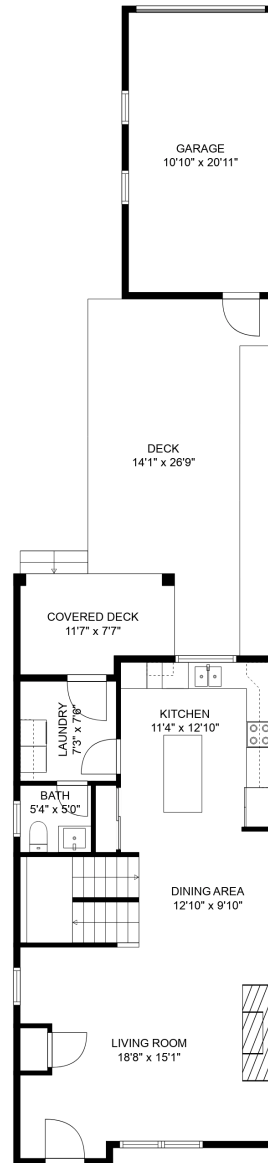 GARAGE
10'10" x 20'11"
DECK
14'1" x 26'9"
COVERED DECK
11'7" x 7'7"
LAUNDRY
7'3" x 7'6"
KITCHEN
11'4" x 12'10"
BATH
5'4" x 5'0"
DINING AREA
12'10" x 9'10"
LIVING ROOM
18'8" x 15'1"